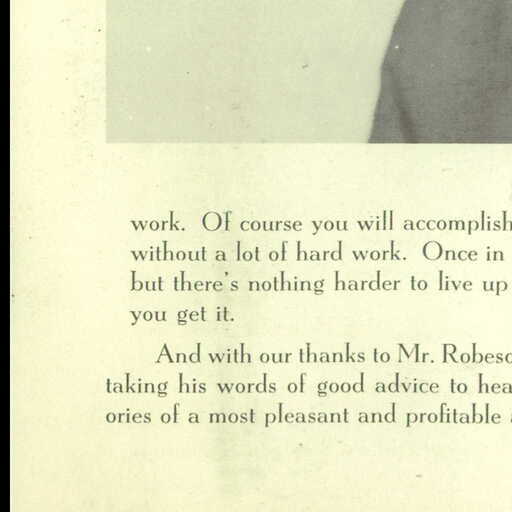 work. Of course you will accomplish
without a lot of hard work. Once in
but there's nothing harder to live up
you get it.
And with our thanks to Mr. Robeso
taking his words of good advice to hea
ories of a most pleasant and profitable